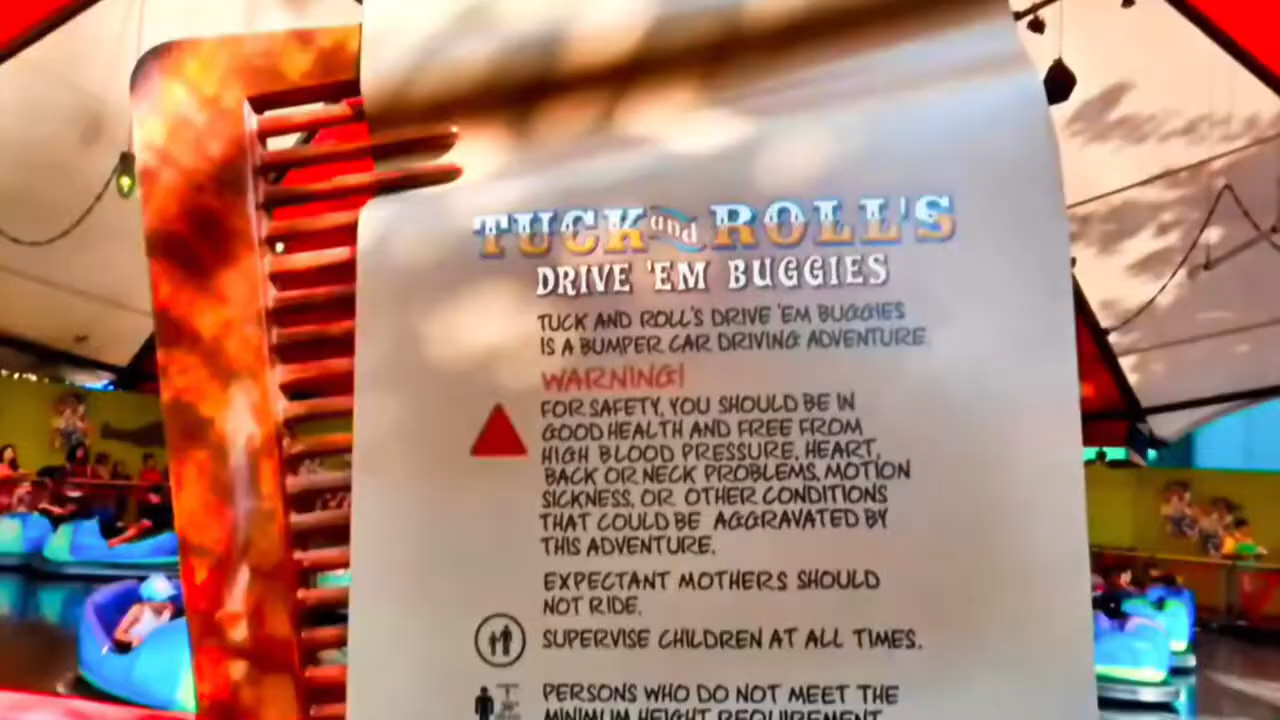 TUCK and ROLL'S
DRIVE 'EM BUGGIES
TUCK AND ROLL'S DRIVE 'EM BUGGIES
IS A BUMPER CAR DRIVING ADVENTURE
WARNING!
FOR SAFETY, YOU SHOULD BE IN
GOOD HEALTH AND FREE FROM
HIGH BLOOD PRESSURE, HEART,
BACK OR NECK PROBLEMS, MOTION
SICKNESS, OR OTHER CONDITIONS
THAT COULD BE AGGRAVATED BY
THIS ADVENTURE.
EXPECTANT MOTHERS SHOULD
NOT RIDE.
SUPERVISE CHILDREN AT ALL TIMES.
PERSONS WHO DO NOT MEET THE
MINIMUM HEIGHT REQUIREMENT